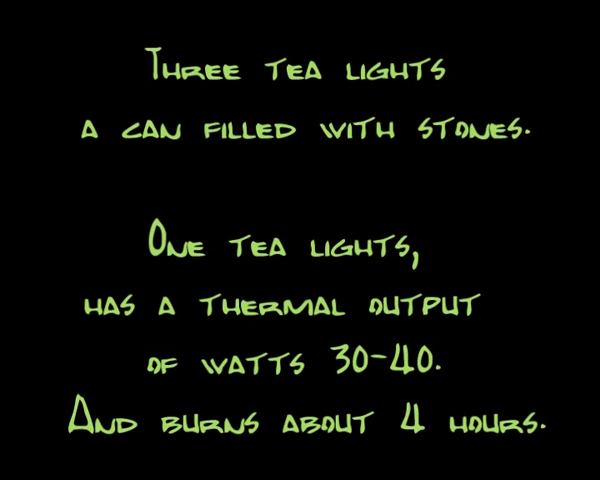 Three tea lights
a can filled with stones.
One tea lights,
has a thermal output
of watts 30-40.
And burns about 4 hours.